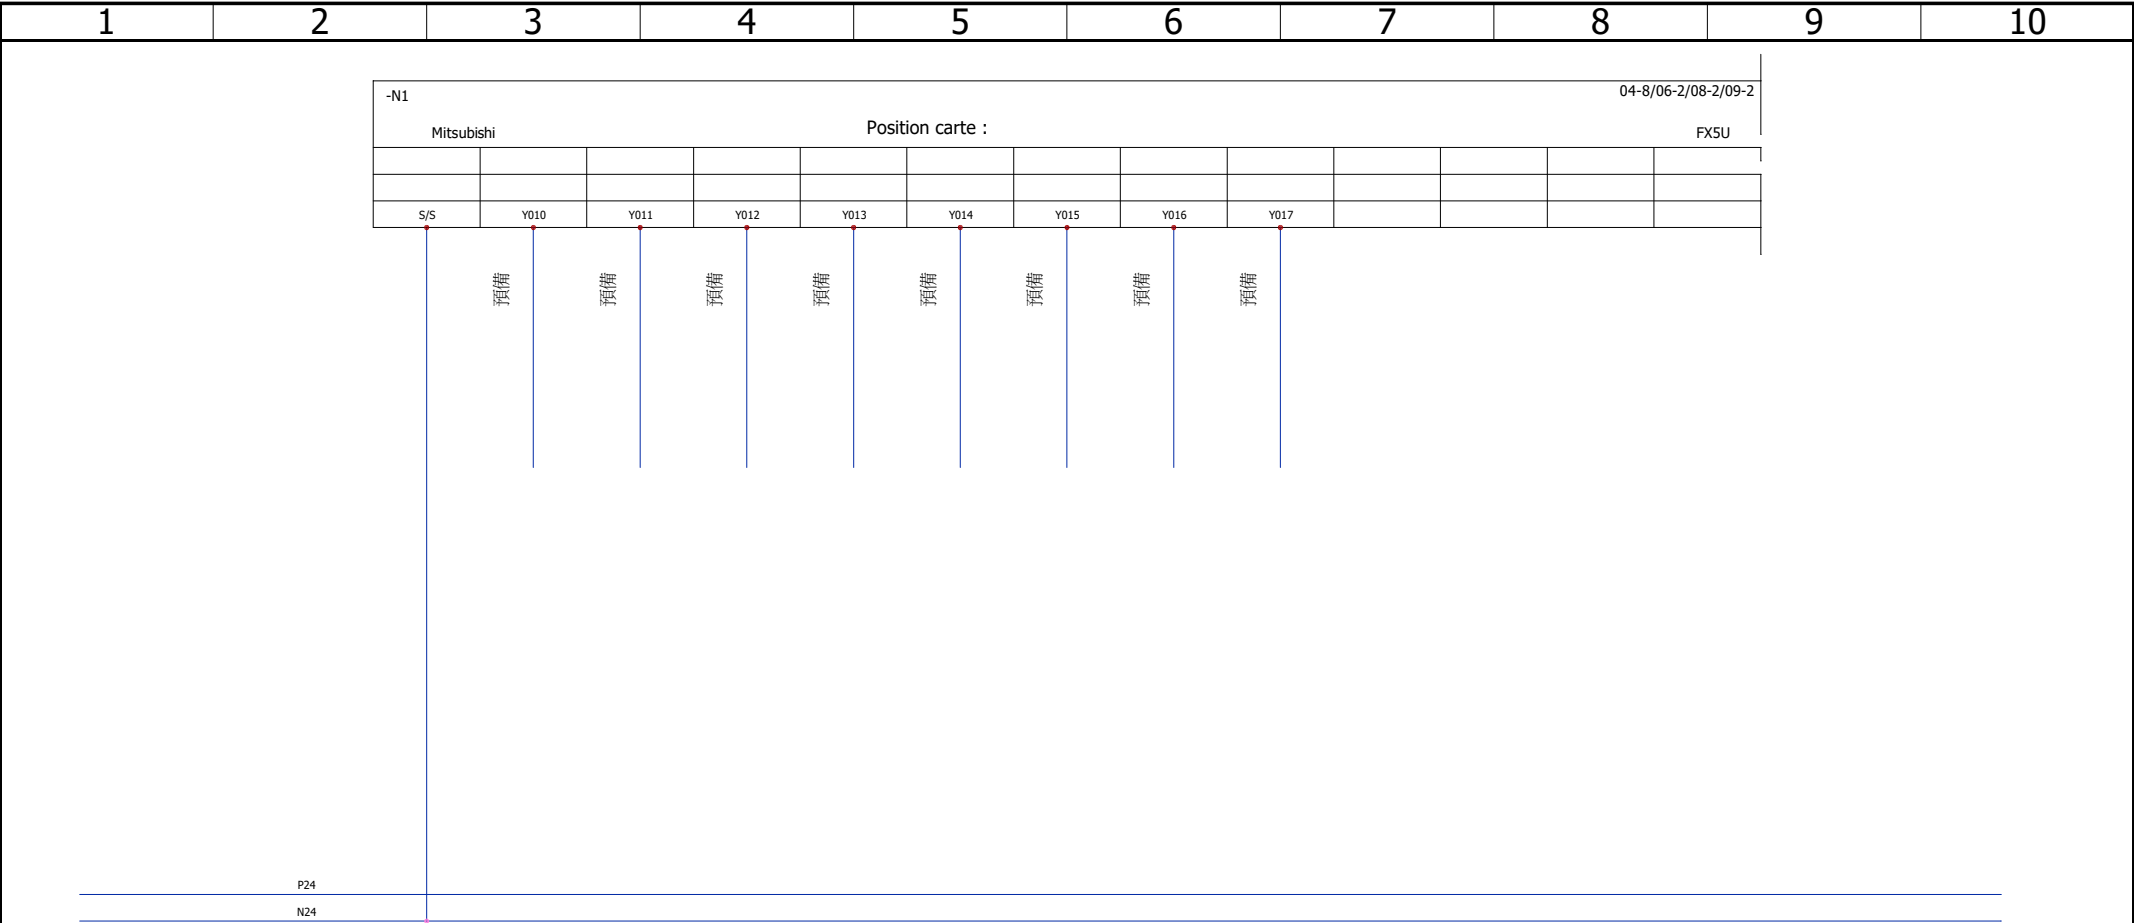 1 2 3 4 5 6 7 8 9 10
-N1 04-8/06-2/08-2/09-2
Mitsubishi Position carte : FX5U
S/S Y010 Y011 Y012 Y013 Y014 Y015 Y016 Y017
預備 預備 預備 預備 預備 預備 預備 預備
P24
N24